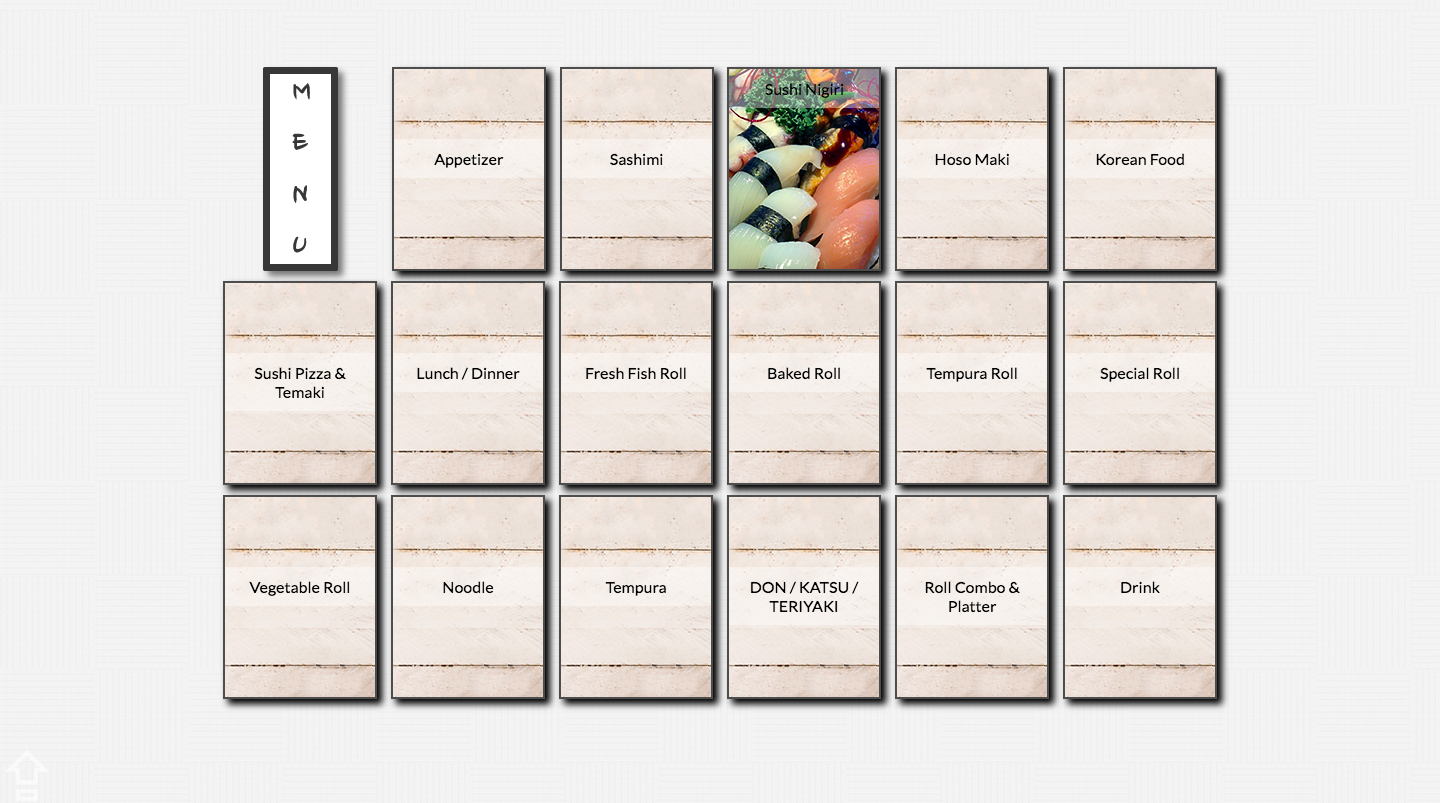 M
E
N
U
Appetizer
Sashimi
Sushi Nigiri
Hoso Maki
Korean Food
Sushi Pizza &
Temaki
Lunch / Dinner
Fresh Fish Roll
Baked Roll
Tempura Roll
Special Roll
Vegetable Roll
Noodle
Tempura
DON / KATSU /
TERIYAKI
Roll Combo &
Platter
Drink